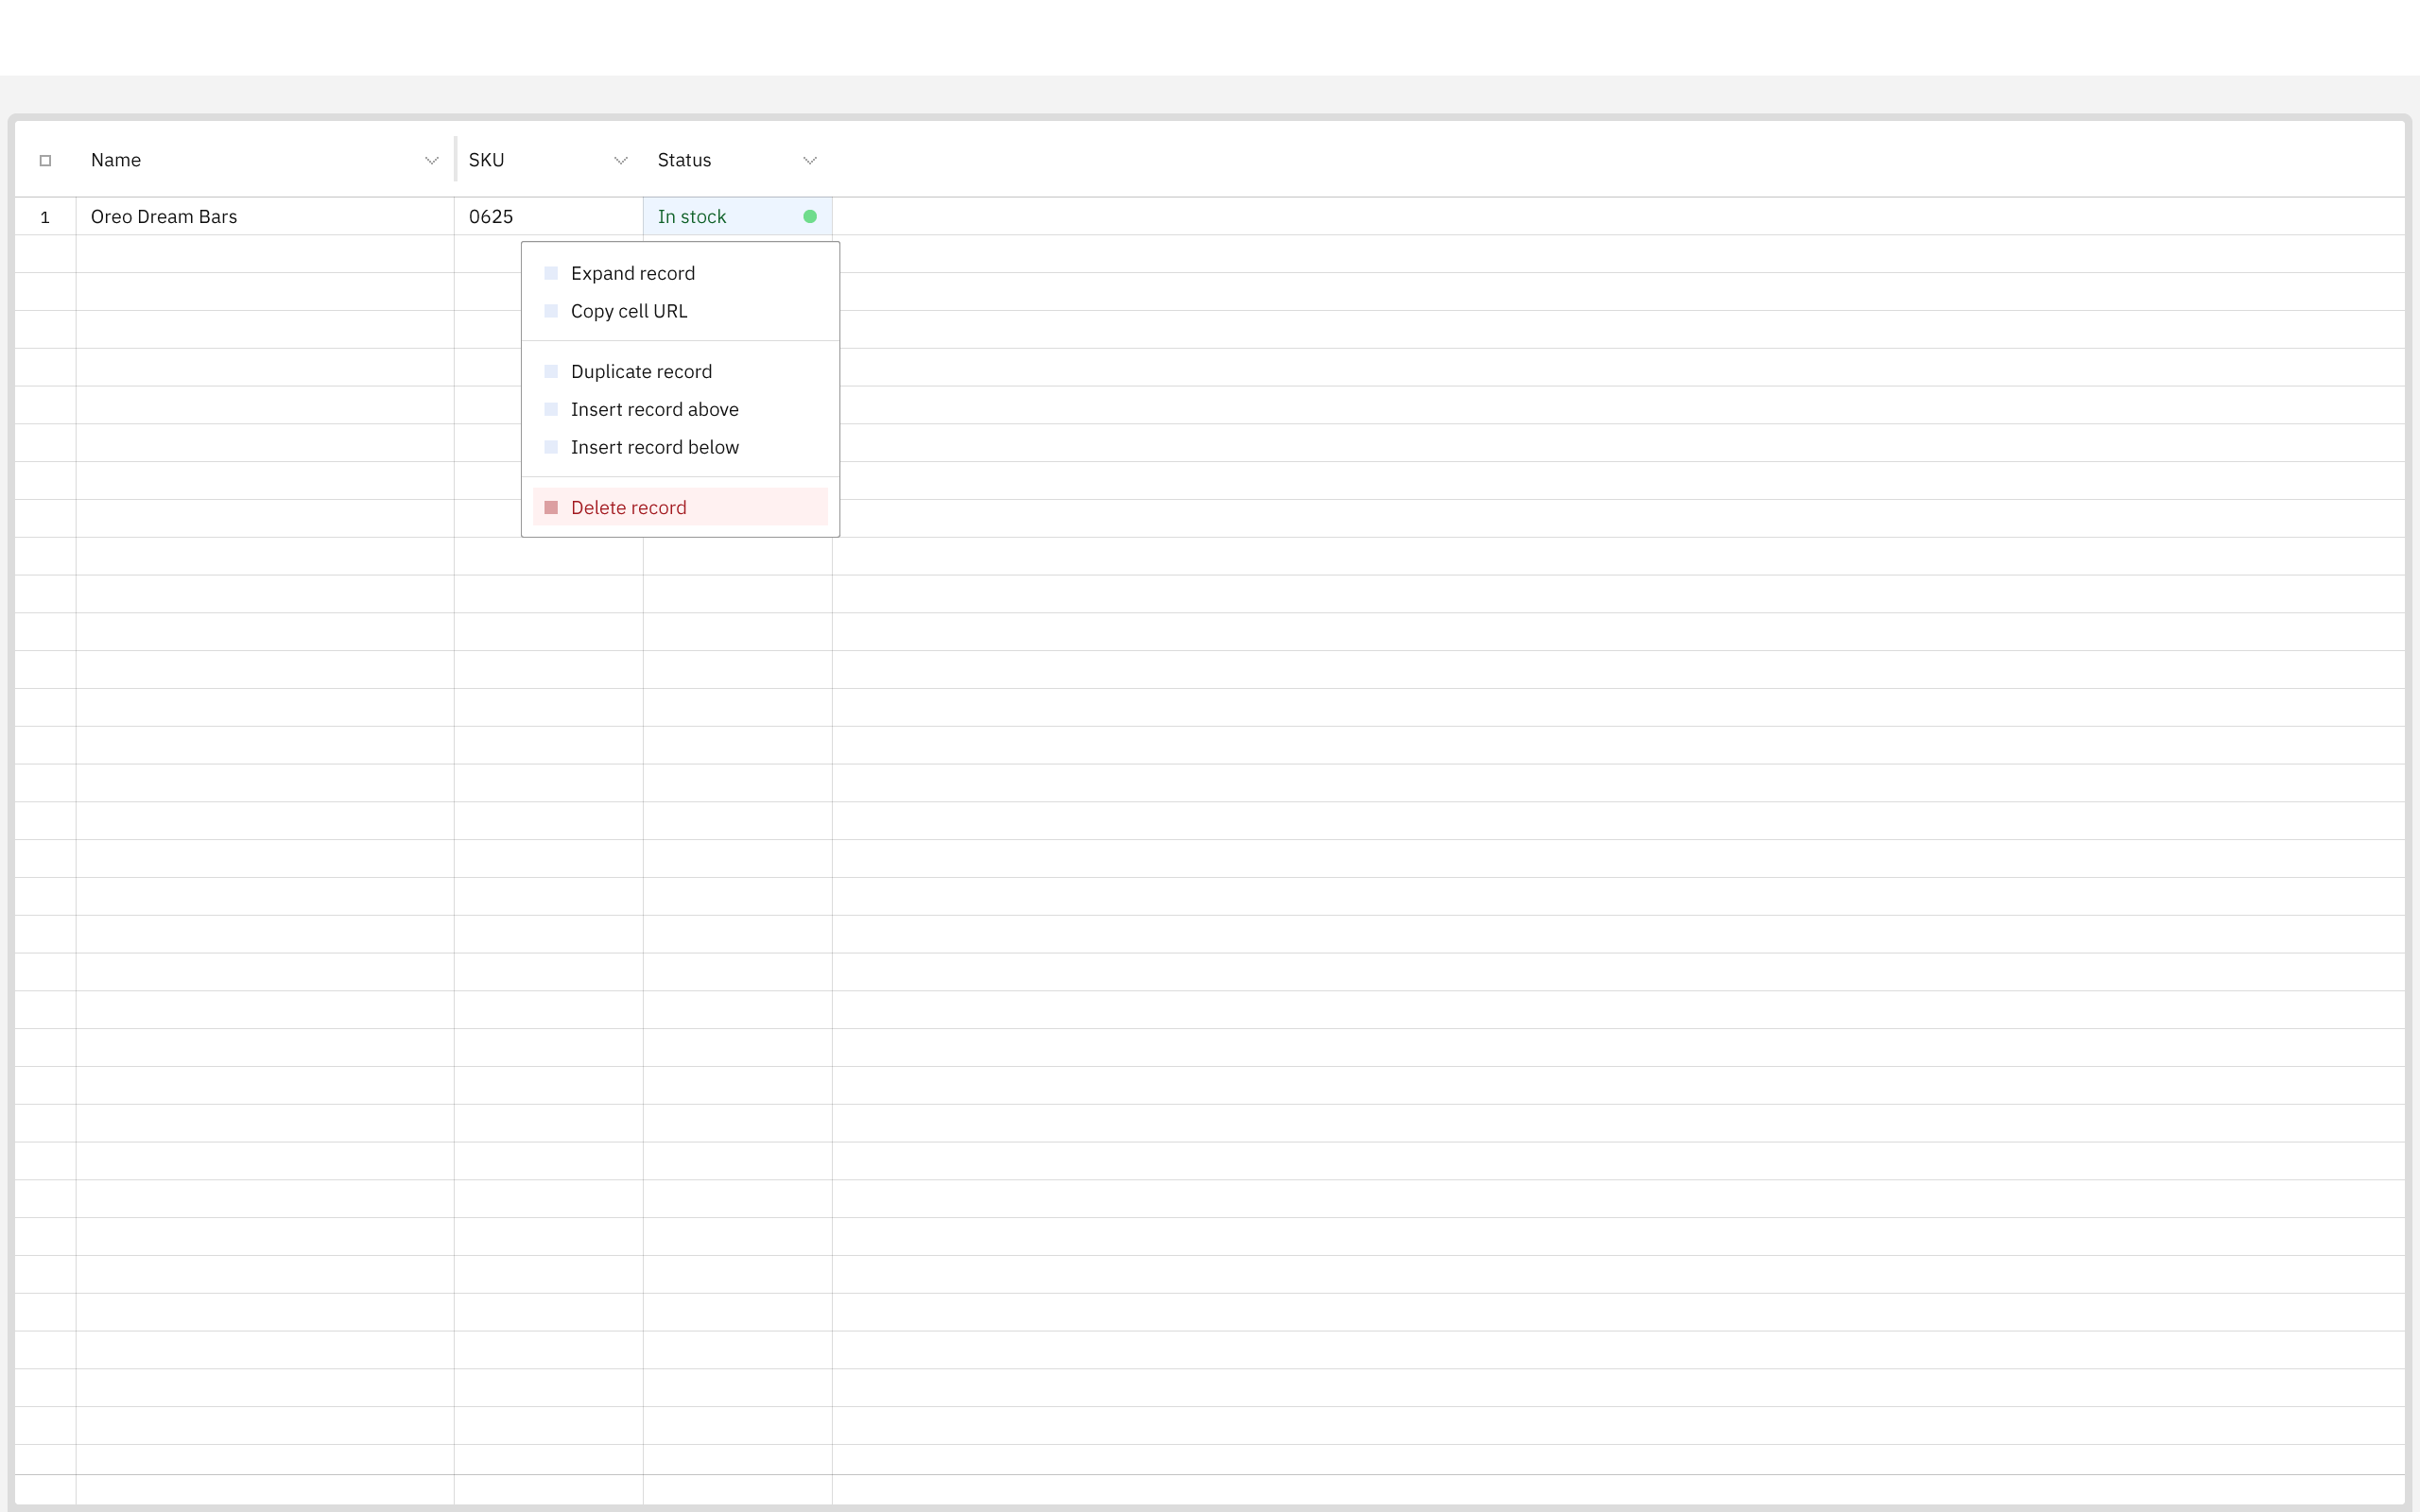 Name SKU Status
1 Oreo Dream Bars 0625 In stock
Expand record
Copy cell URL
Duplicate record
Insert record above
Insert record below
Delete record